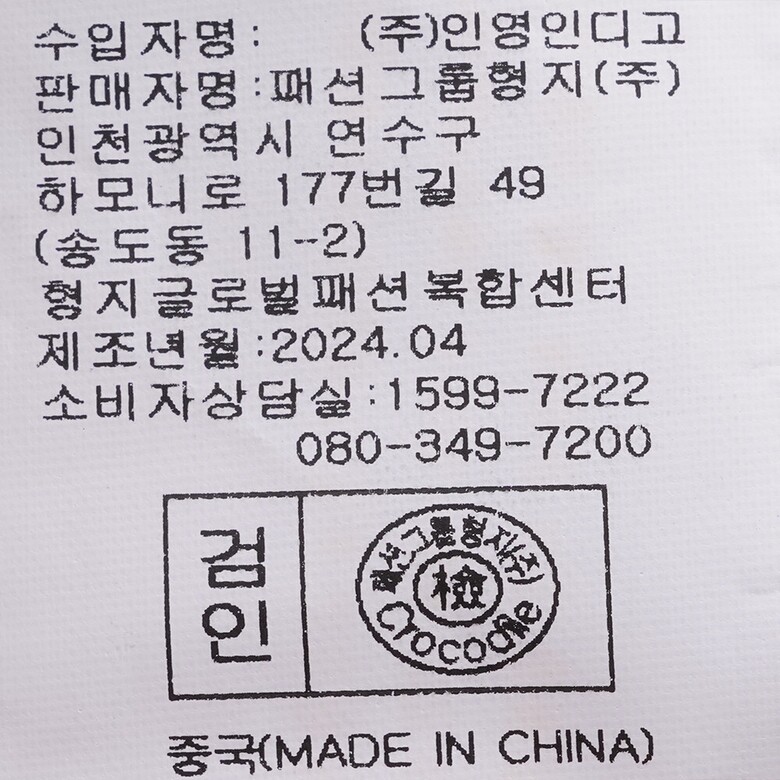 수입자명: (주)인영인디고
판매자명:패션그룹형지(주)
인천광역시 연수구
하모니로 177번길 49
(송도동 11-2)
형지글로벌패션복합센터
제조년월:2024.04
소비자상담실:1599-7222
080-349-7200
검인
패션그룹형지(주)
檢
Crocodile
중국(MADE IN CHINA)